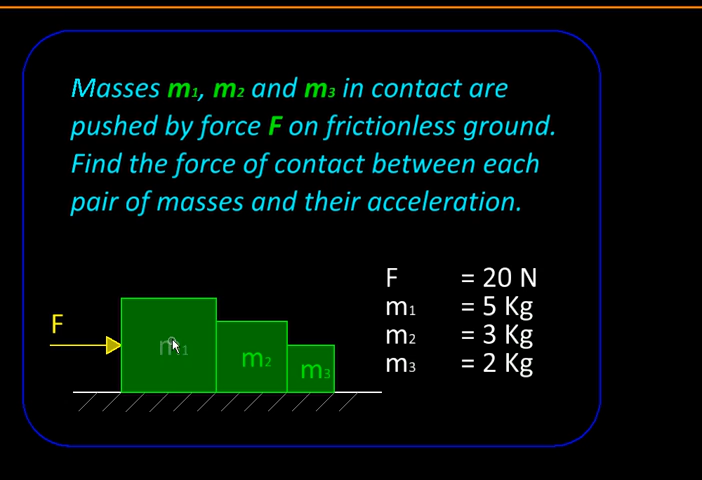 Masses m₁, m₂ and m₃ in contact are
pushed by force F on frictionless ground.
Find the force of contact between each
pair of masses and their acceleration.
F = 20 N
m₁ = 5 Kg
m₂ = 3 Kg
m₃ = 2 Kg
F
m₁
m₂
m₃